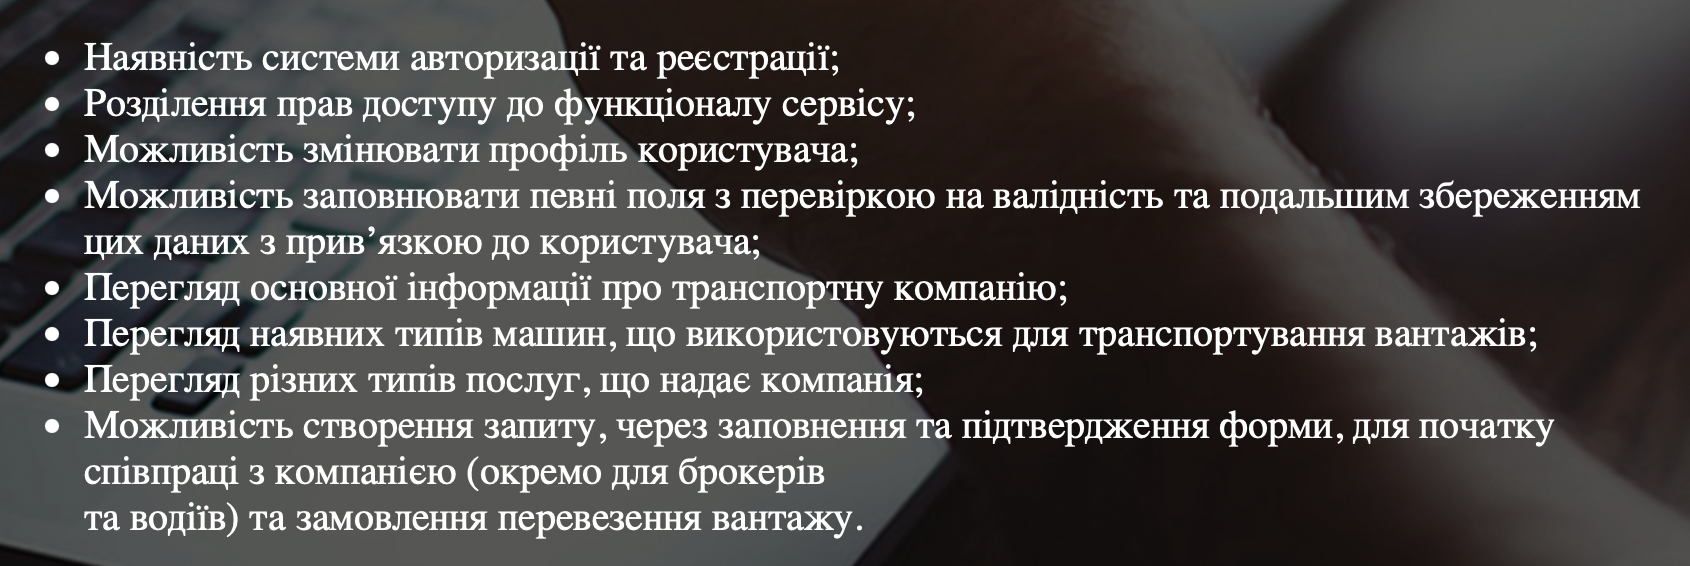 • Наявність системи авторизації та реєстрації;
• Розділення прав доступу до функціоналу сервісу;
• Можливість змінювати профіль користувача;
• Можливість заповнювати певні поля з перевіркою на валідність та подальшим збереженням
цих даних з прив’язкою до користувача;
• Перегляд основної інформації про транспортну компанію;
• Перегляд наявних типів машин, що використовуються для транспортування вантажів;
• Перегляд різних типів послуг, що надає компанія;
• Можливість створення запиту, через заповнення та підтвердження форми, для початку
співпраці з компанією (окремо для брокерів
та водіїв) та замовлення перевезення вантажу.